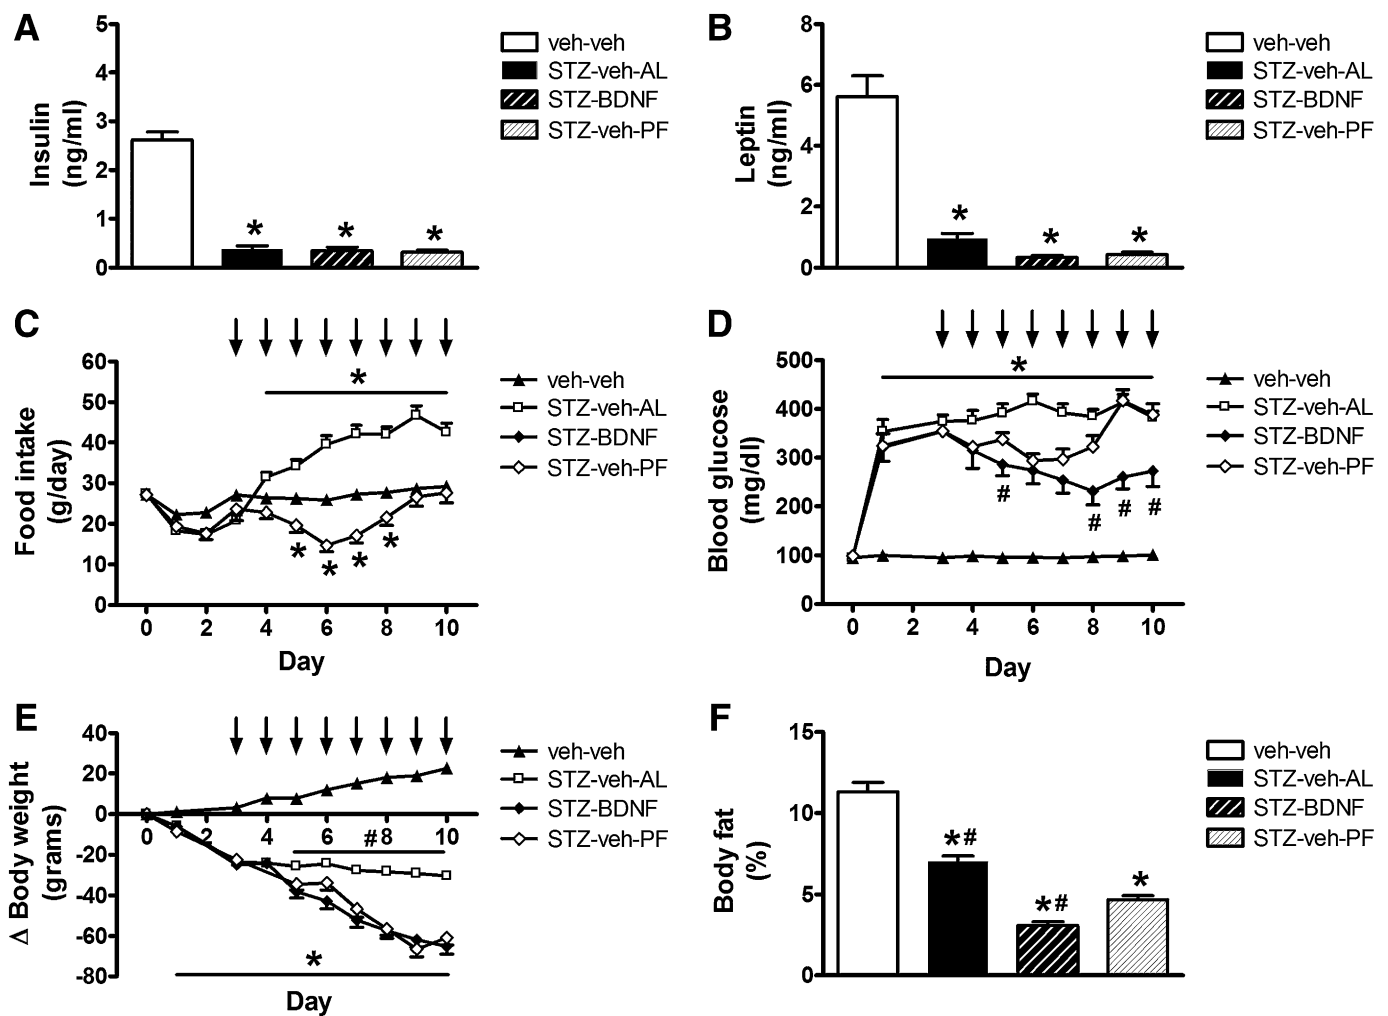 A
Insulin
(ng/ml)
5
4
3
2
1
0
*
*
*
veh-veh
STZ-veh-AL
STZ-BDNF
STZ-veh-PF
B
Leptin
(ng/ml)
8
6
4
2
0
*
*
*
veh-veh
STZ-veh-AL
STZ-BDNF
STZ-veh-PF
C
Food intake
(g/day)
60
50
40
30
20
10
0
*
*
*
*
*
0 2 4 6 8 10
Day
veh-veh
STZ-veh-AL
STZ-BDNF
STZ-veh-PF
D
Blood glucose
(mg/dl)
500
400
300
200
100
0
*
#
#
#
#
0 2 4 6 8 10
Day
veh-veh
STZ-veh-AL
STZ-BDNF
STZ-veh-PF
E
Δ Body weight
(grams)
40
20
0
-20
-40
-60
-80
0 2 4 6 8 10
#
*
Day
veh-veh
STZ-veh-AL
STZ-BDNF
STZ-veh-PF
F
Body fat
(%)
15
10
5
0
*#
*#
*
veh-veh
STZ-veh-AL
STZ-BDNF
STZ-veh-PF